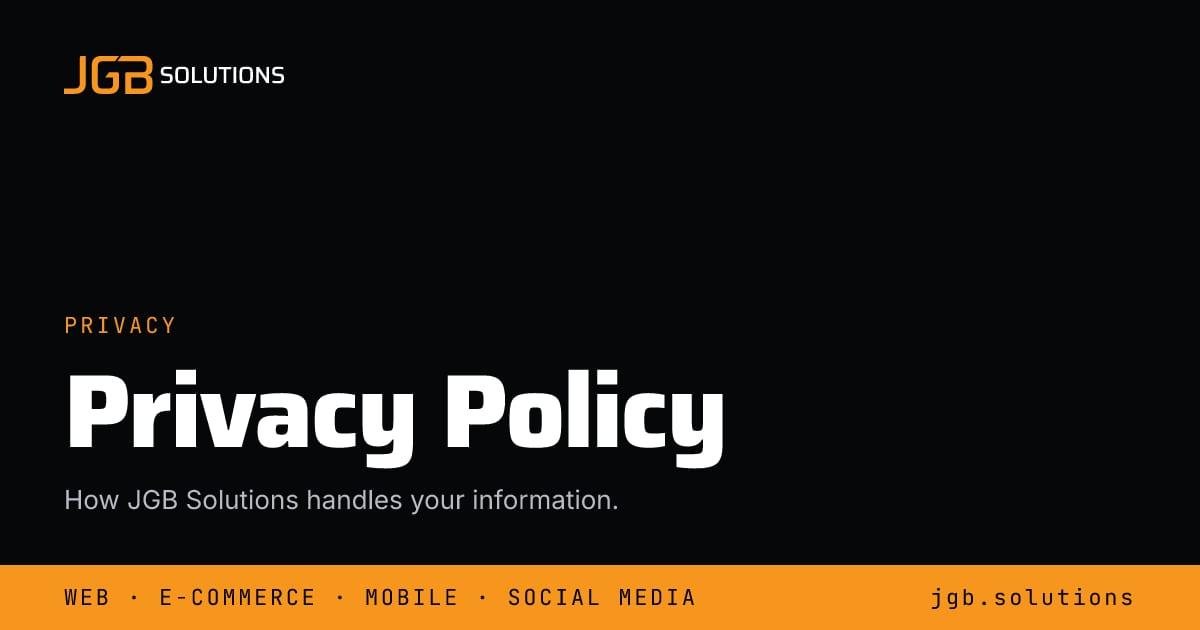 JGB SOLUTIONS
PRIVACY
Privacy Policy
How JGB Solutions handles your information.
WEB · E-COMMERCE · MOBILE · SOCIAL MEDIA
jgb.solutions